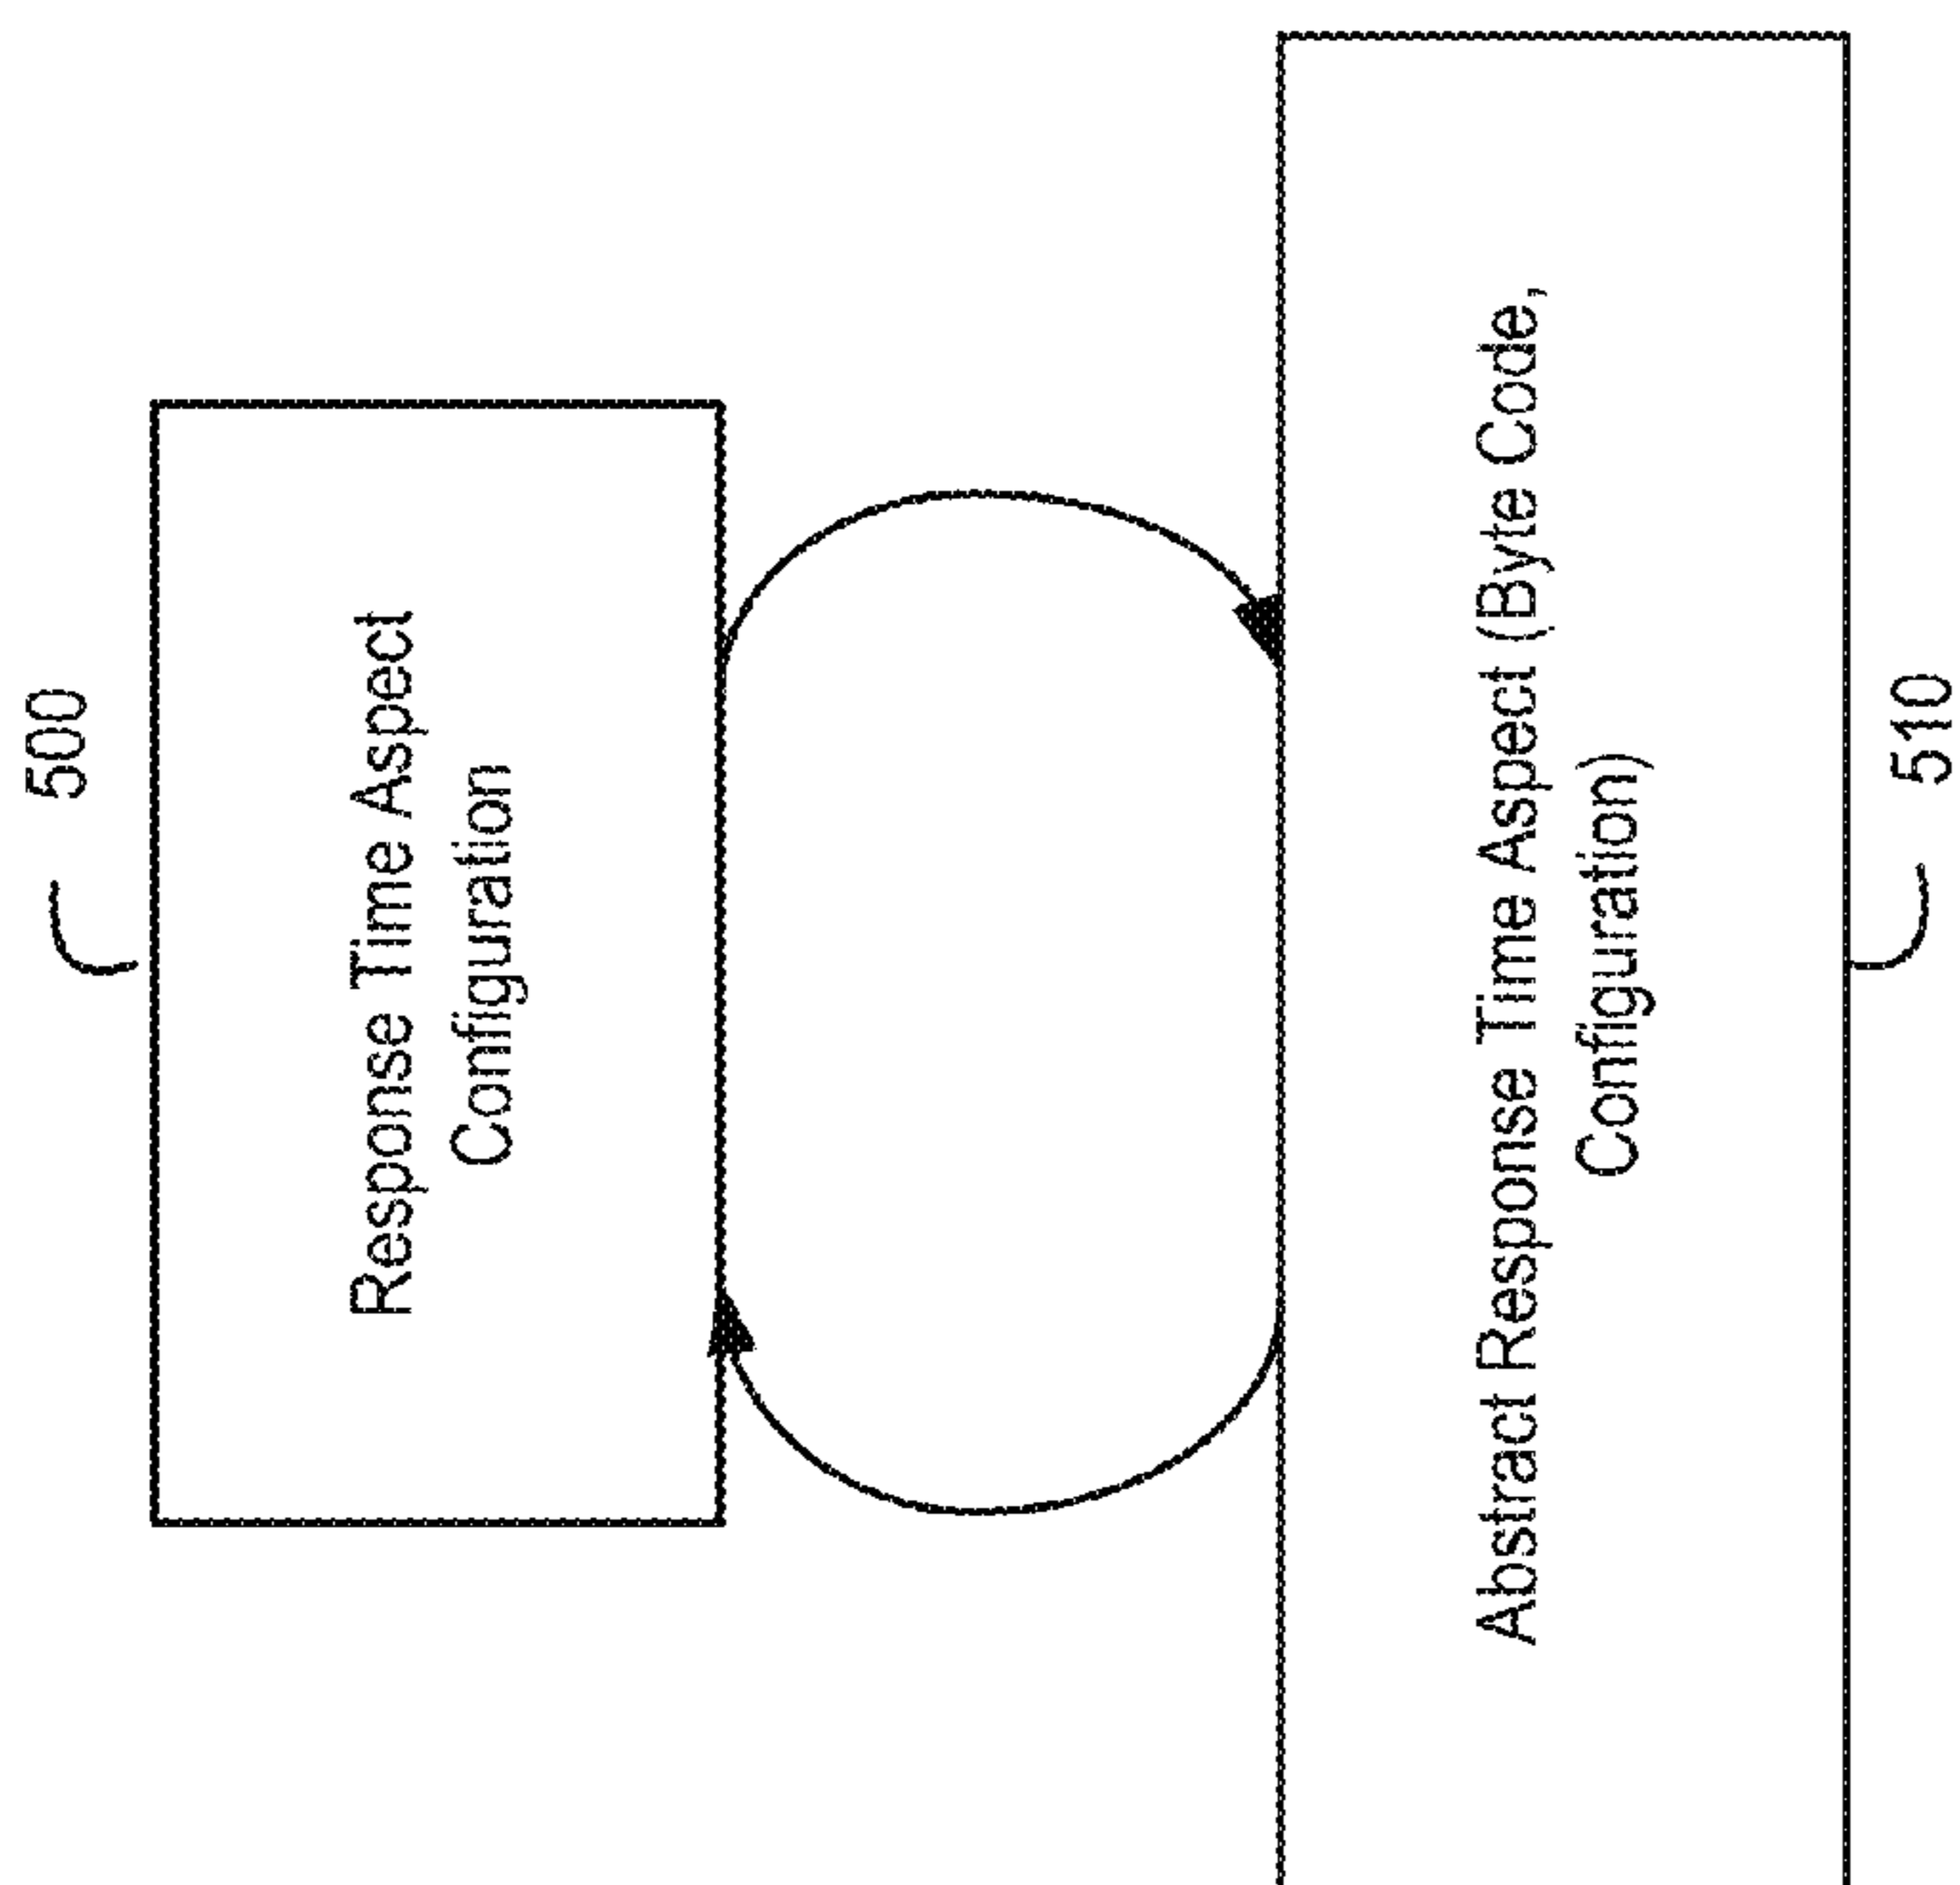 500
Response Time Aspect
Configuration
Abstract Response Time Aspect (Byte Code,
Configuration)
510